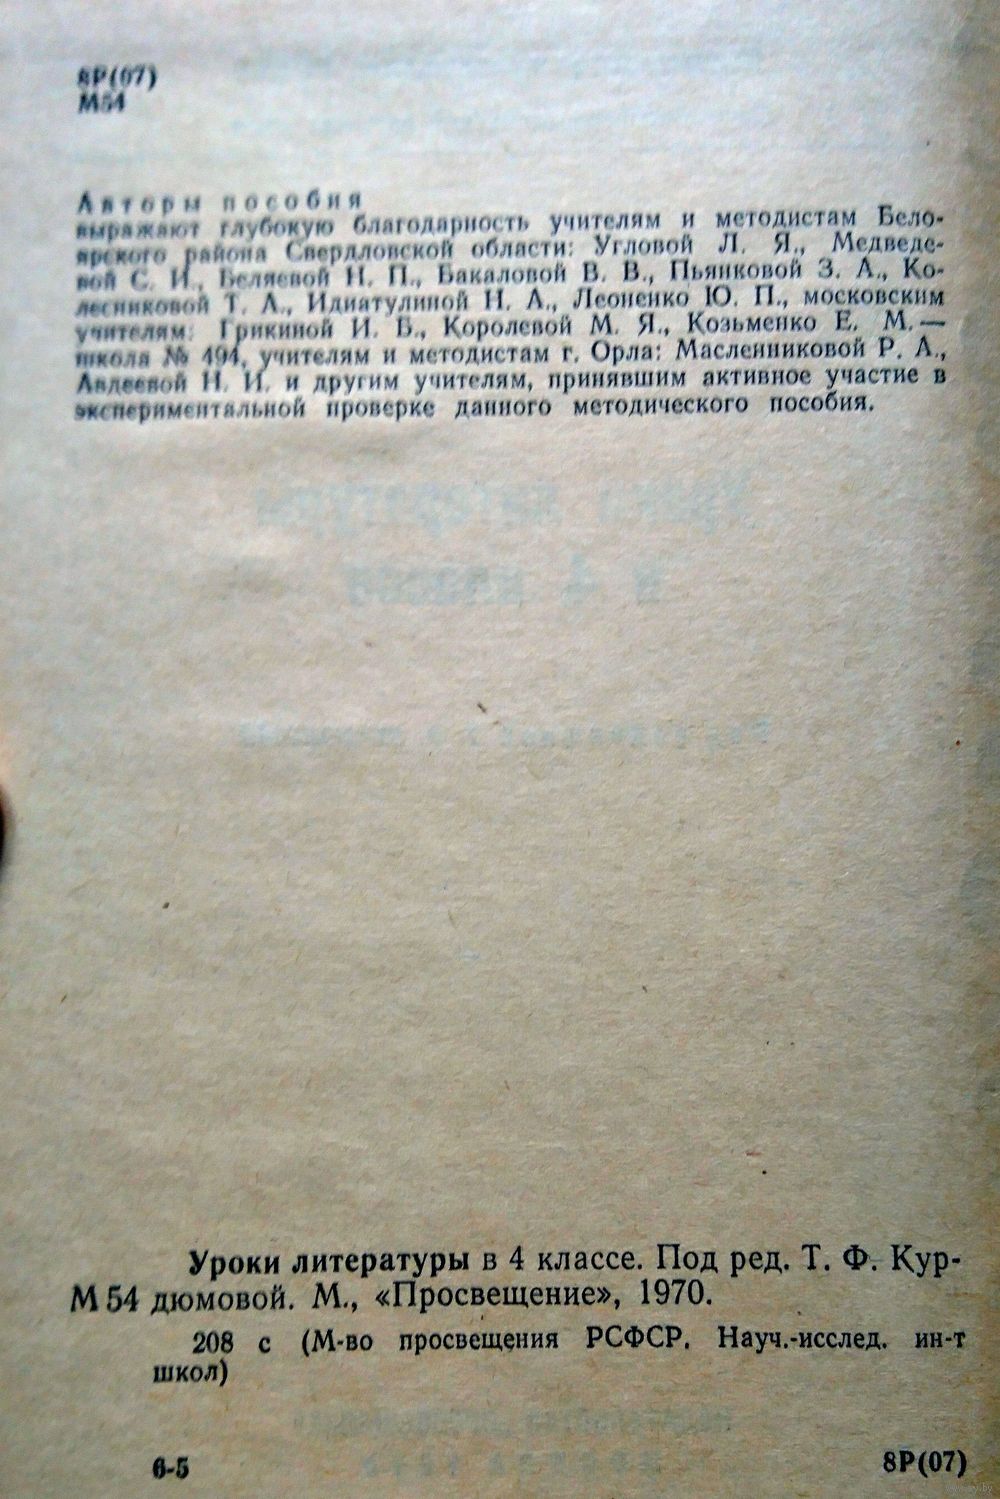 8Р(07)
М54
Авторы пособия
выражают глубокую благодарность учителям и методистам Бело-
ярского района Свердловской области: Угловой Л. Я., Медведе-
вой С. И., Беляевой Н. П., Бакаловой В. В., Пьянковой З. А., Ко-
лесниковой Т. А., Идиатулиной Н. А., Леоненко Ю. П., московским
учителям: Грикиной И. В., Королевой М. Я., Козьменко Е. М.—
школа № 494, учителям и методистам г. Орла: Масленниковой Р. А.,
Авдеевой Н. И. и другим учителям, принявшим активное участие в
экспериментальной проверке данного методического пособия.
Уроки литературы в 4 классе. Под ред. Т. Ф. Кур-
М 54 дюмовой. М., «Просвещение», 1970.
208 с (М-во просвещения РСФСР. Науч.-исслед. ин-т
школ)
6-5 8Р(07)